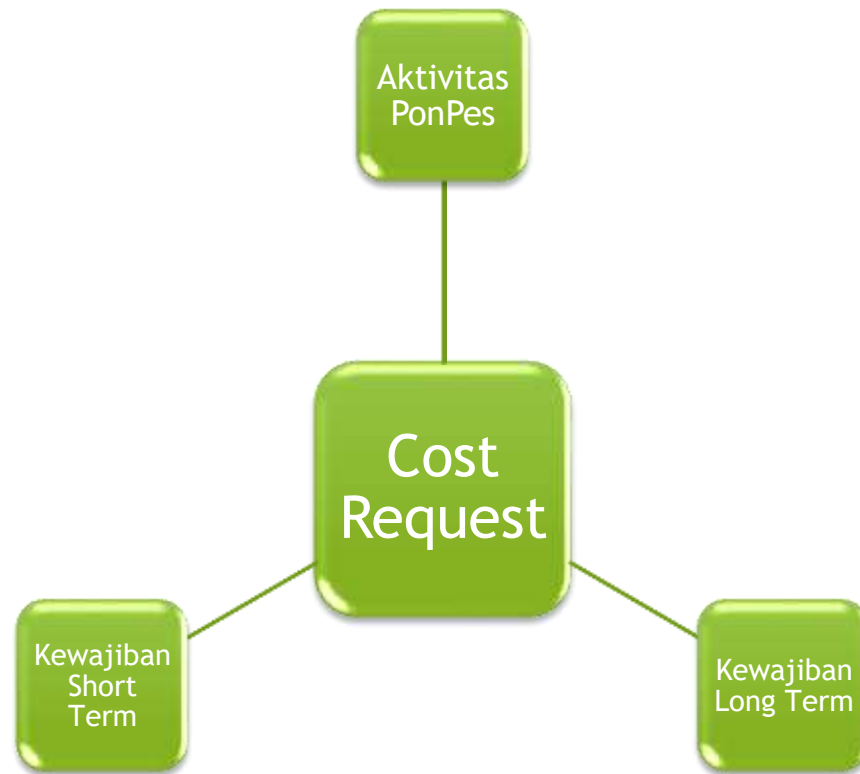 Aktivitas
PonPes
Cost
Request
Kewajiban
Short
Term
Kewajiban
Long Term